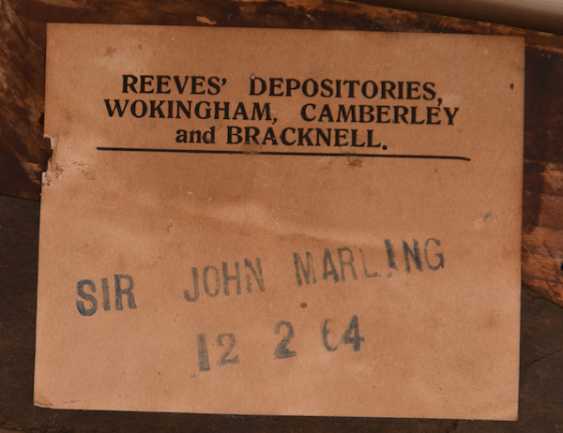 REEVES' DEPOSITORIES,
WOKINGHAM, CAMBERLEY
and BRACKNELL.
SIR JOHN MARLING
12 2 64